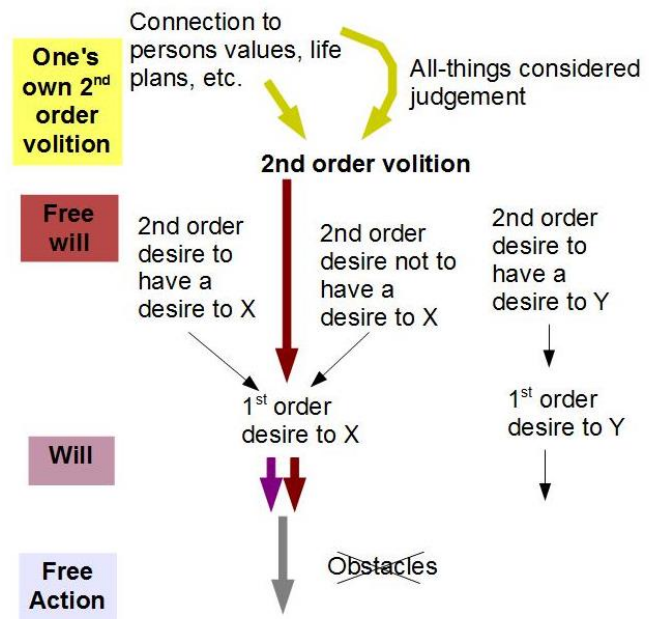 One's
own 2nd
order
volition
Connection to
persons values, life
plans, etc.
All-things considered
judgement
2nd order volition
Free
will
2nd order
desire to
have a
desire to X
2nd order
desire not to
have a
desire to X
2nd order
desire to
have a
desire to Y
1st order
desire to X
1st order
desire to Y
Will
Free
Action
Obstacles